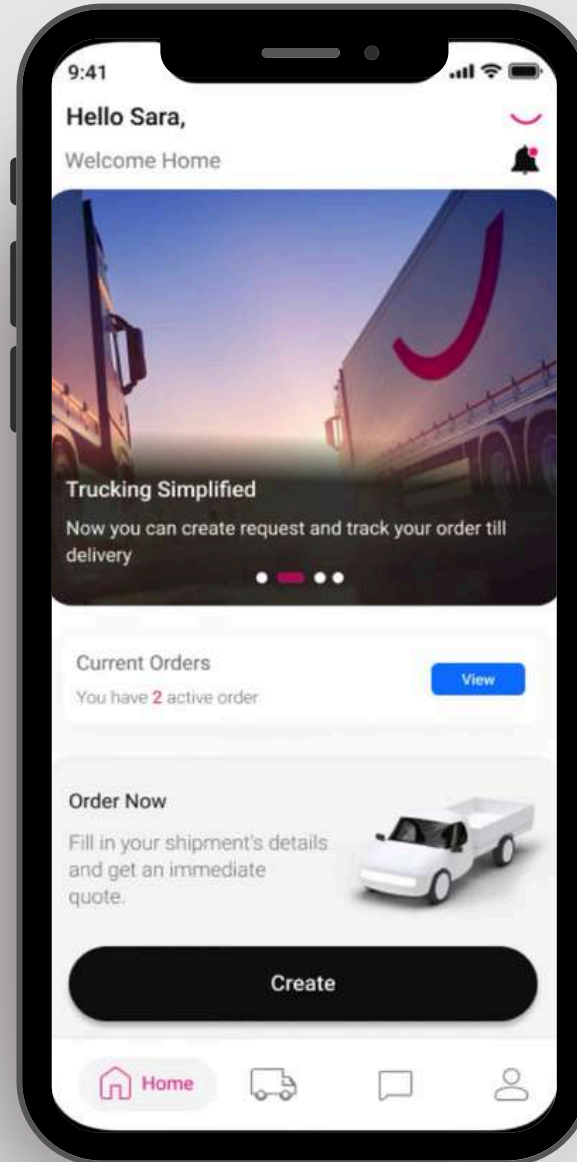 9:41
Hello Sara,
Welcome Home
Trucking Simplified
Now you can create request and track your order till
delivery
Current Orders
You have 2 active order
View
Order Now
Fill in your shipment's details
and get an immediate
quote.
Create
Home